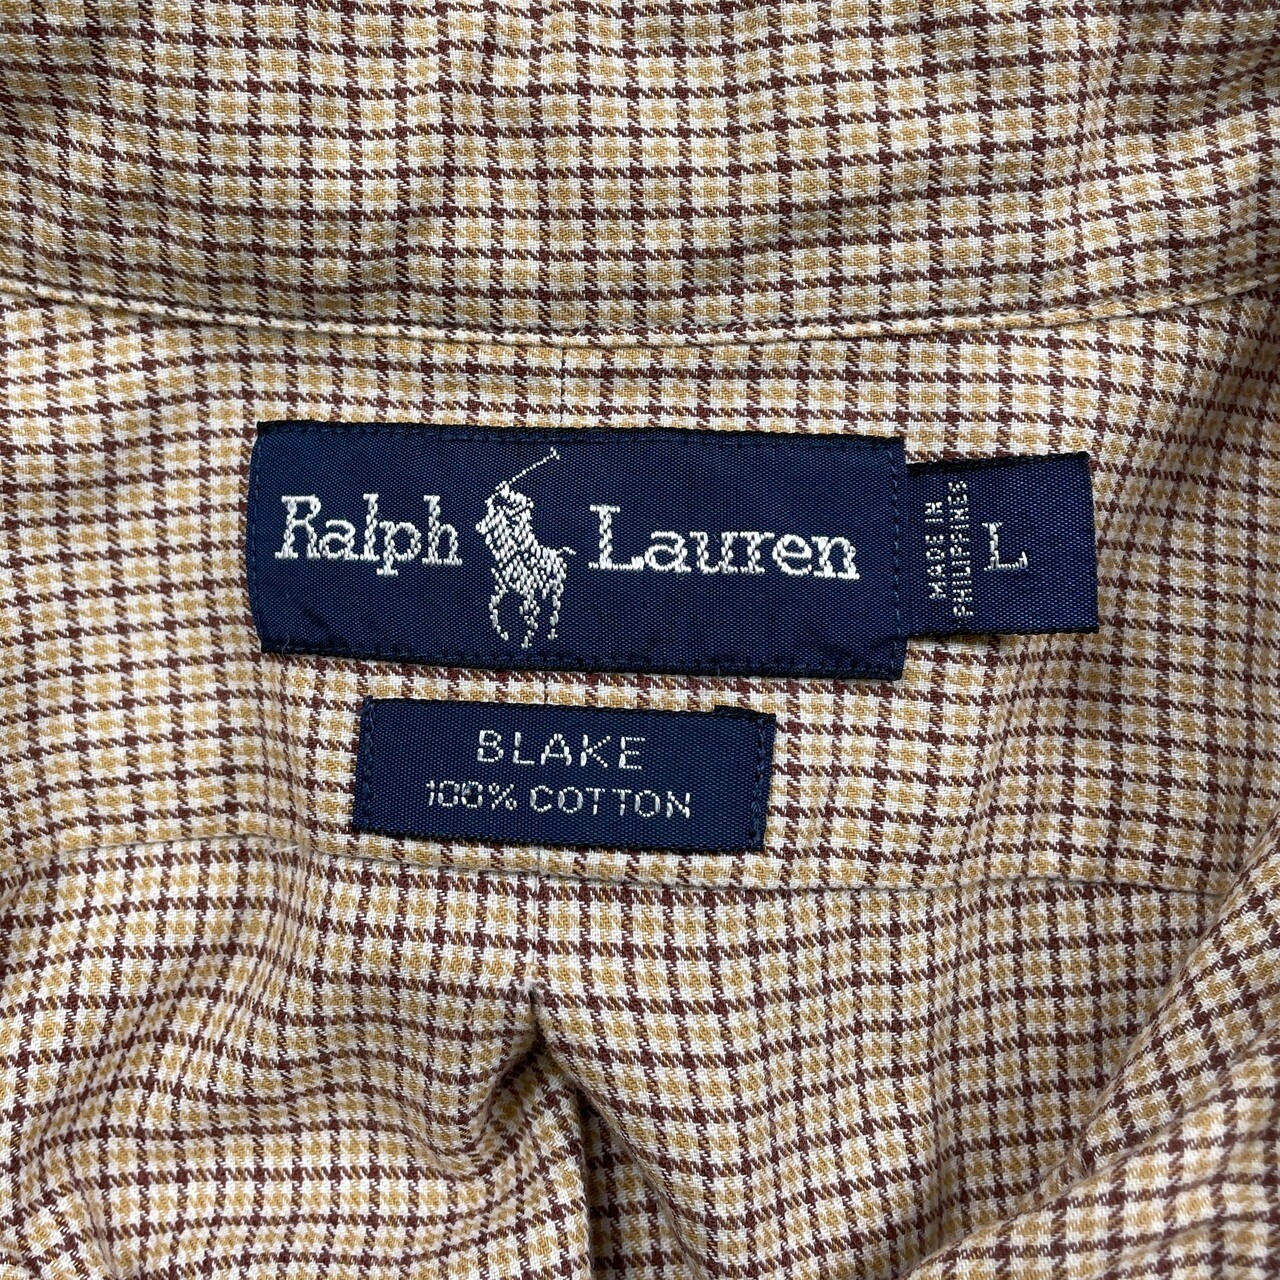 Ralph Lauren
MADE IN
PHILIPPINES
L
BLAKE
100% COTTON